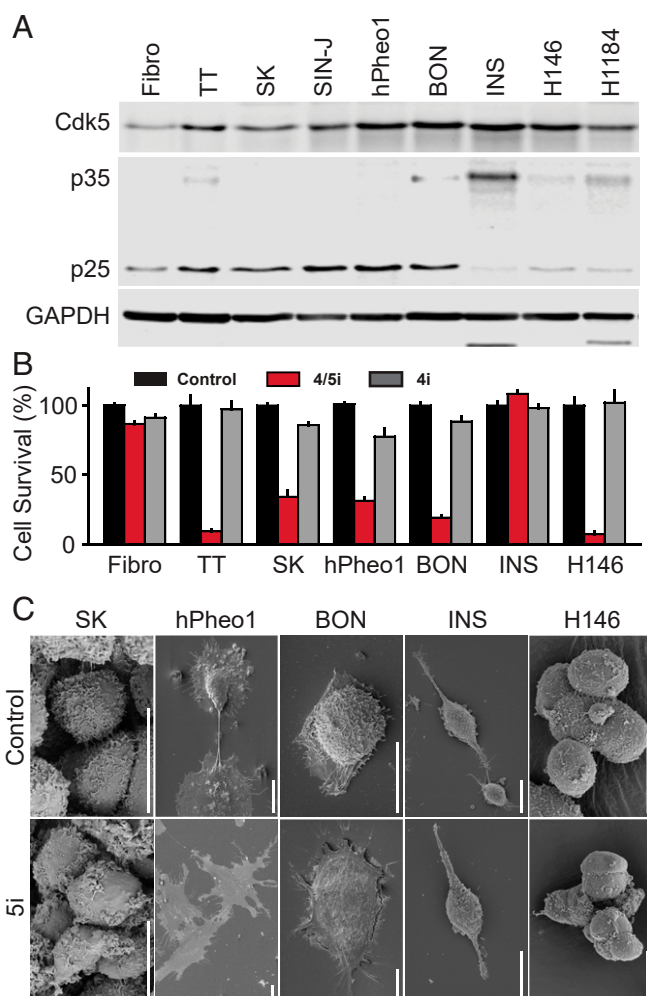 A
Fibro TT SK SIN-J hPheo1 BON INS H146 H1184
Cdk5
p35
p25
GAPDH
B
Control 4/5i 4i
Cell Survival (%)
100
50
0
Fibro TT SK hPheo1 BON INS H146
C
SK hPheo1 BON INS H146
Control
5i